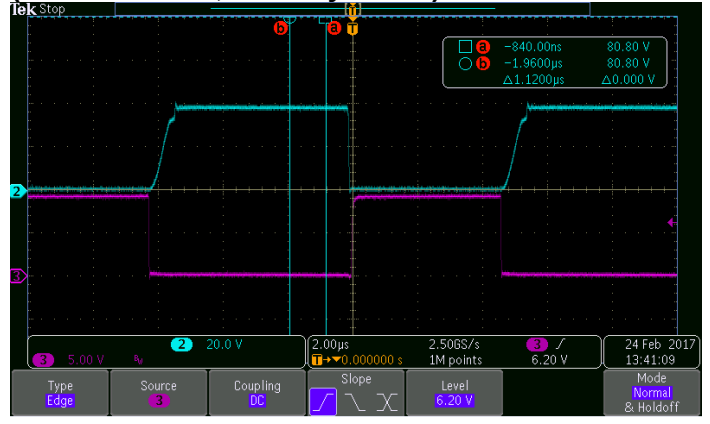 Tek Stop
T
b a T
a −840.00ns 80.80 V
b −1.9600µs 80.80 V
△1.1200µs △0.000 V
2
3
2 20.0 V
3 5.00 V
2.00µs 2.50GS/s 3
T→▼0.000000 s 1M points 6.20 V
24 Feb 2017
13:41:09
Type
Edge
Source
3
Coupling
DC
Slope
Level
6.20 V
Mode
Normal
& Holdoff